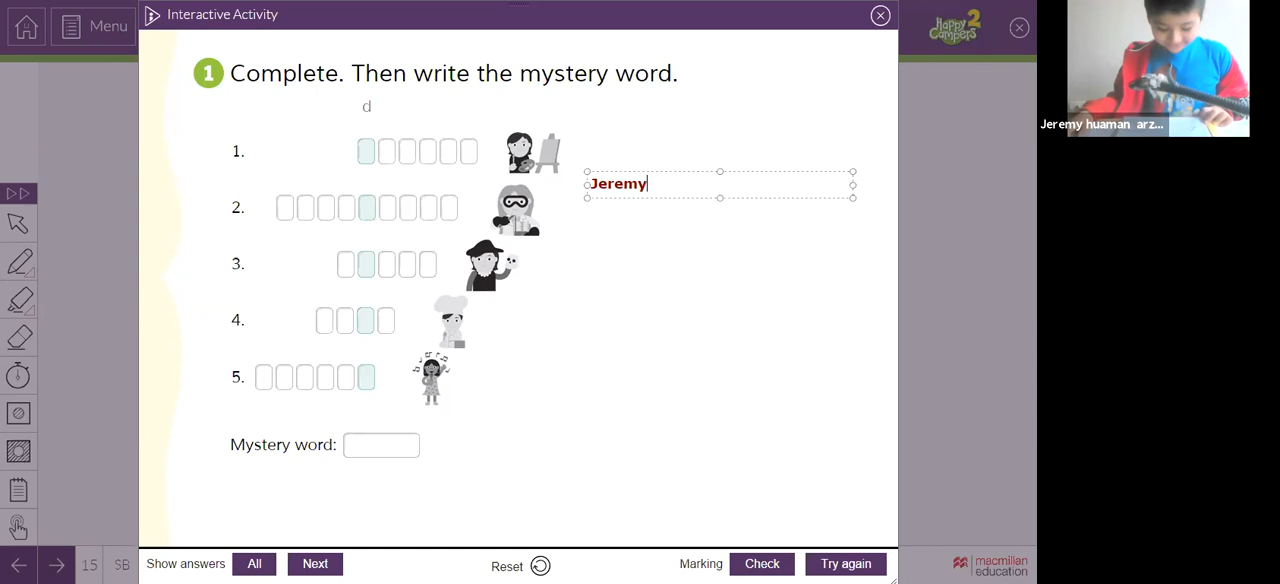 Interactive Activity
Menu
Happy Campers 2
1 Complete. Then write the mystery word.
d
1.
Jeremy
2.
3.
4.
5.
Mystery word:
Jeremy huaman arz...
15 SB
Show answers All Next Reset Marking Check Try again
macmillan
education